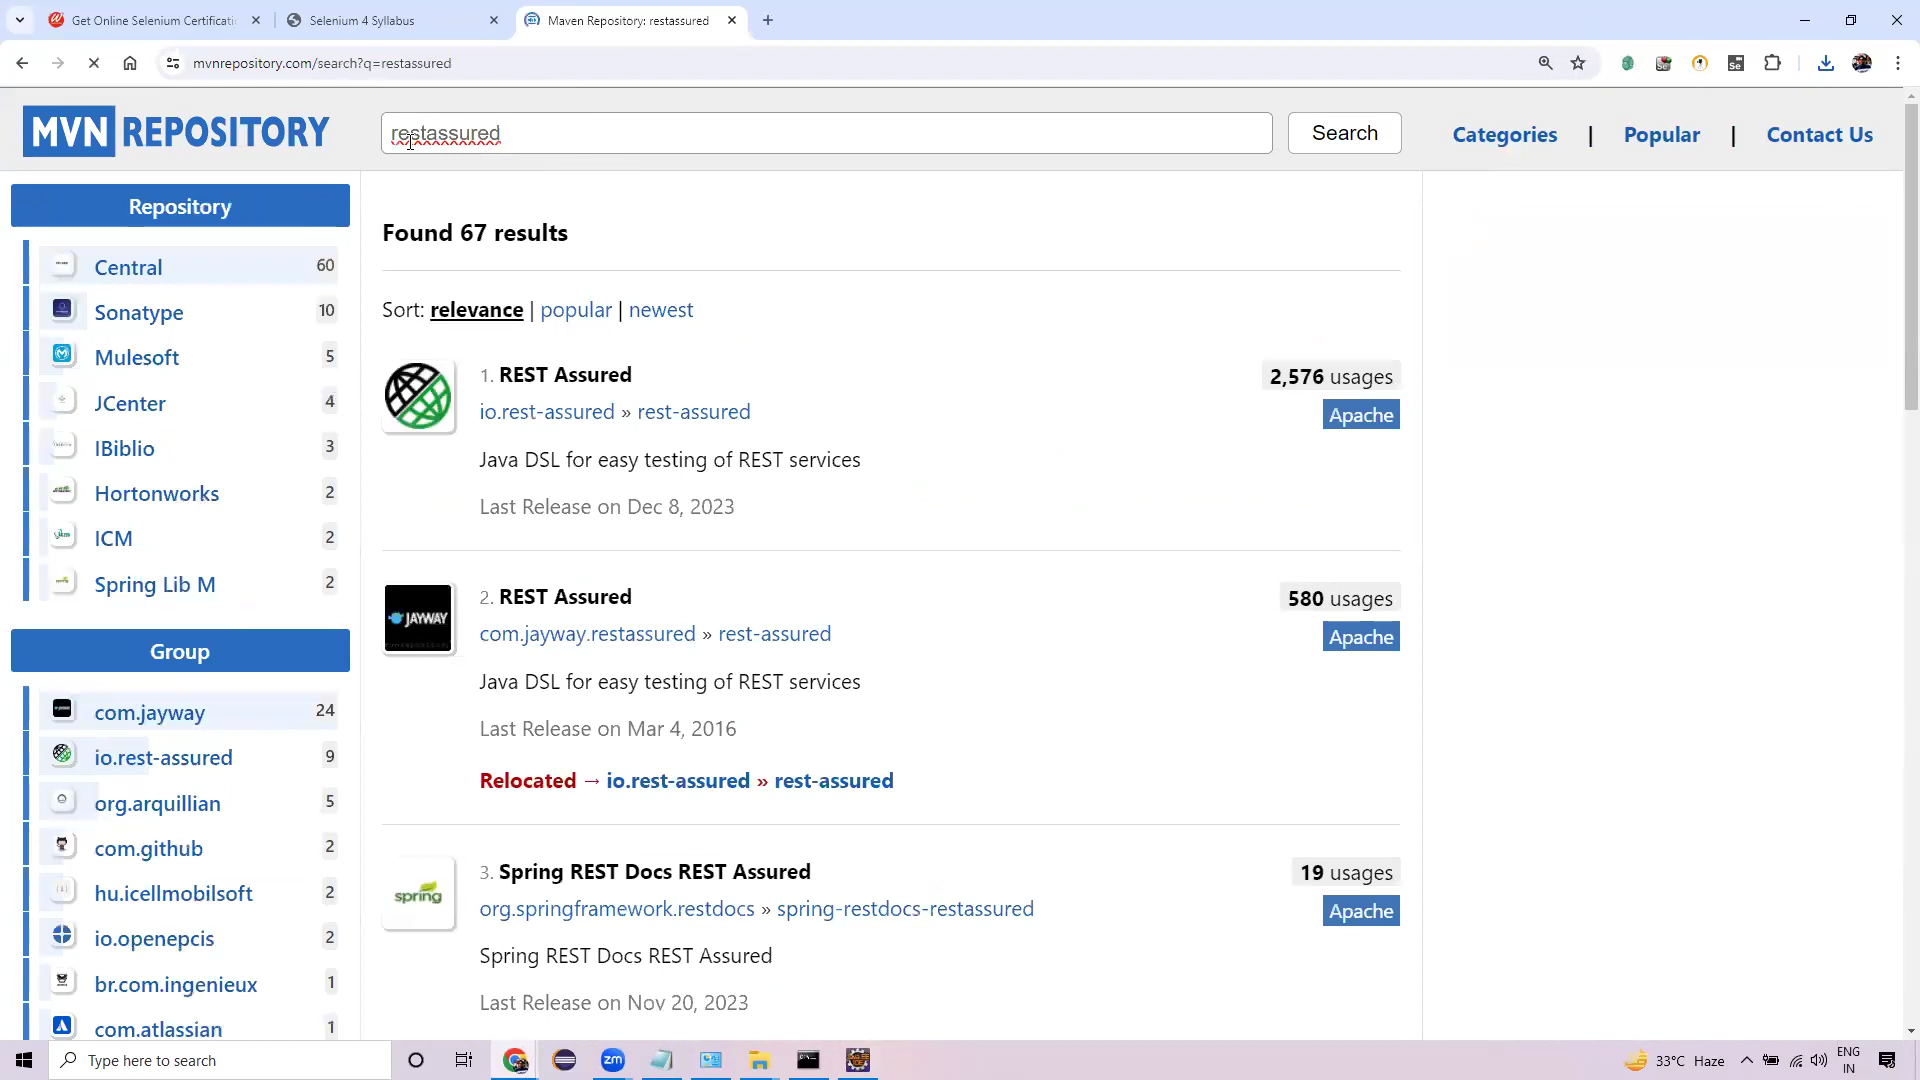 Get Online Selenium Certificati
Selenium 4 Syllabus
Maven Repository: restassured
mvnrepository.com/search?q=restassured
MVN REPOSITORY
restassured
Search
Categories | Popular | Contact Us
Repository
Central 60
Sonatype 10
Mulesoft 5
JCenter 4
IBiblio 3
Hortonworks 2
ICM 2
Spring Lib M 2
Group
com.jayway 24
io.rest-assured 9
org.arquillian 5
com.github 2
hu.icellmobilsoft 2
io.openepcis 2
br.com.ingenieux 1
com.atlassian 1
Found 67 results
Sort: relevance | popular | newest
1. REST Assured
2,576 usages
io.rest-assured » rest-assured
Apache
Java DSL for easy testing of REST services
Last Release on Dec 8, 2023
JAYWAY
2. REST Assured
580 usages
com.jayway.restassured » rest-assured
Apache
Java DSL for easy testing of REST services
Last Release on Mar 4, 2016
Relocated → io.rest-assured » rest-assured
spring
3. Spring REST Docs REST Assured
19 usages
org.springframework.restdocs » spring-restdocs-restassured
Apache
Spring REST Docs REST Assured
Last Release on Nov 20, 2023
Type here to search
zm
33°C Haze
ENG
IN